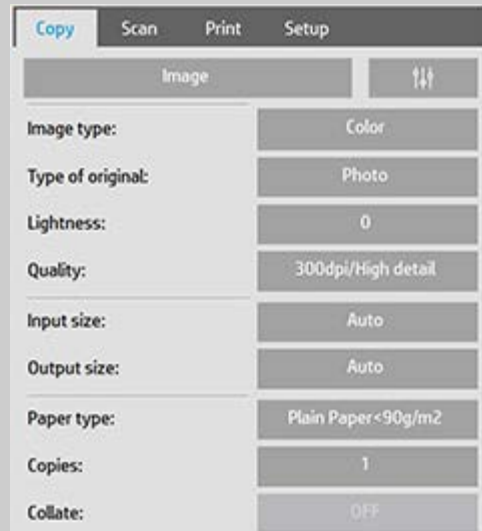 Copy Scan Print Setup
Image
Image type: Color
Type of original: Photo
Lightness: 0
Quality: 300dpi/High detail
Input size: Auto
Output size: Auto
Paper type: Plain Paper<90g/m2
Copies: 1
Collate: OFF